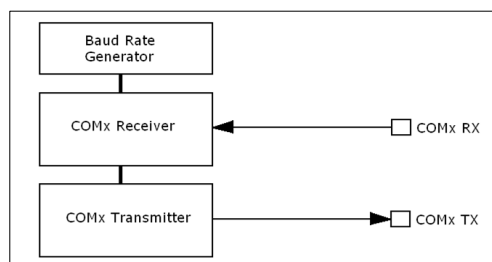 Baud Rate
Generator
COMx Receiver
COMx RX
COMx Transmitter
COMx TX